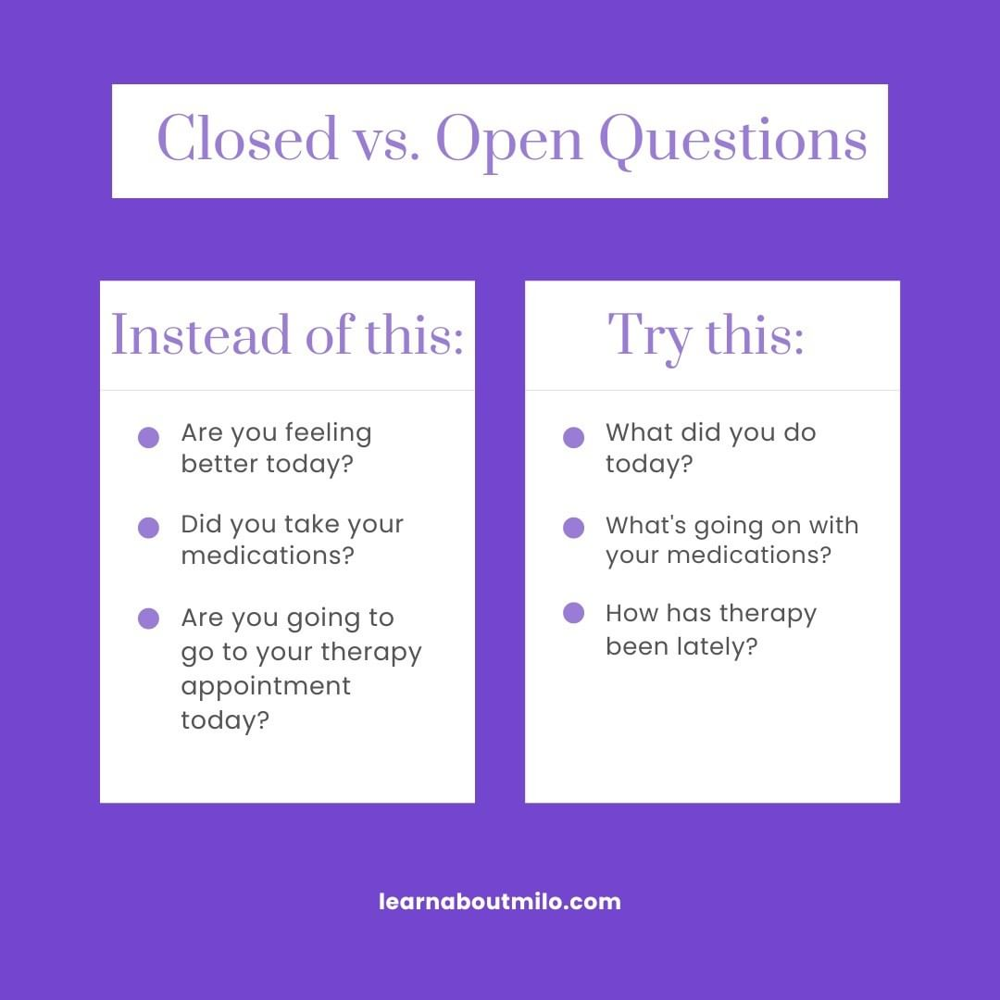 Closed vs. Open Questions
Instead of this:
Are you feeling
better today?
Did you take your
medications?
Are you going to
go to your therapy
appointment
today?
Try this:
What did you do
today?
What's going on with
your medications?
How has therapy
been lately?
learnaboutmilo.com